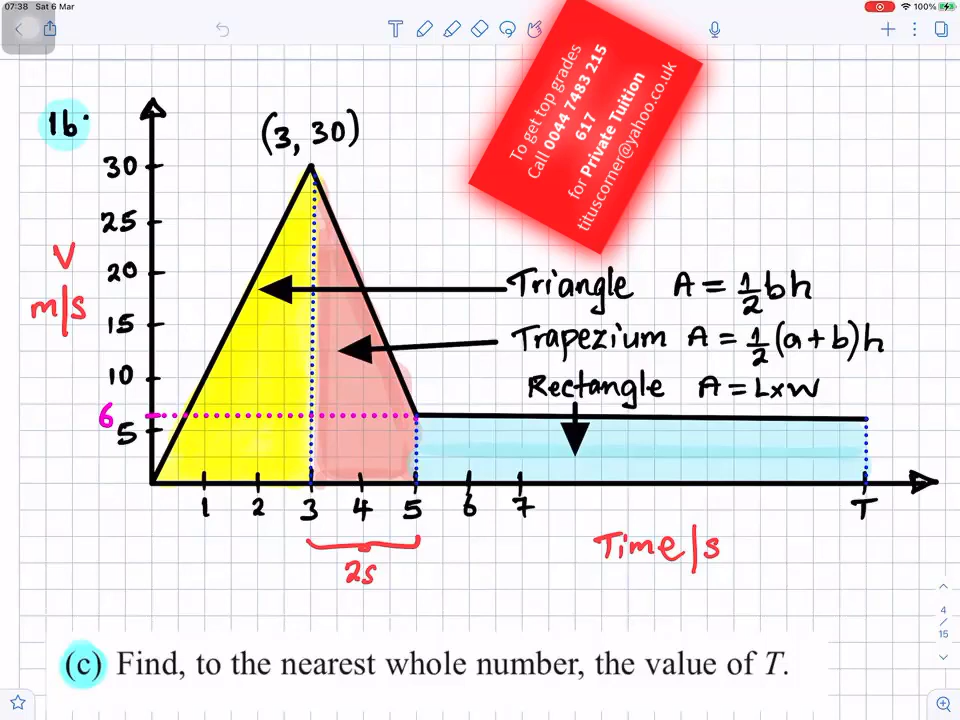 07:38 Sat 6 Mar
100%
T
To get top grades
Call 0044 7483 215
617
for Private Tuition
tituscorner@yahoo.co.uk
1b.
(3, 30)
30
25
V
m/s
20
15
10
6
5
Triangle A = ½bh
Trapezium A = ½(a + b)h
Rectangle A = L×W
1 2 3 4 5 6 7 T
Time/s
2s
4
/
15
(c) Find, to the nearest whole number, the value of T.